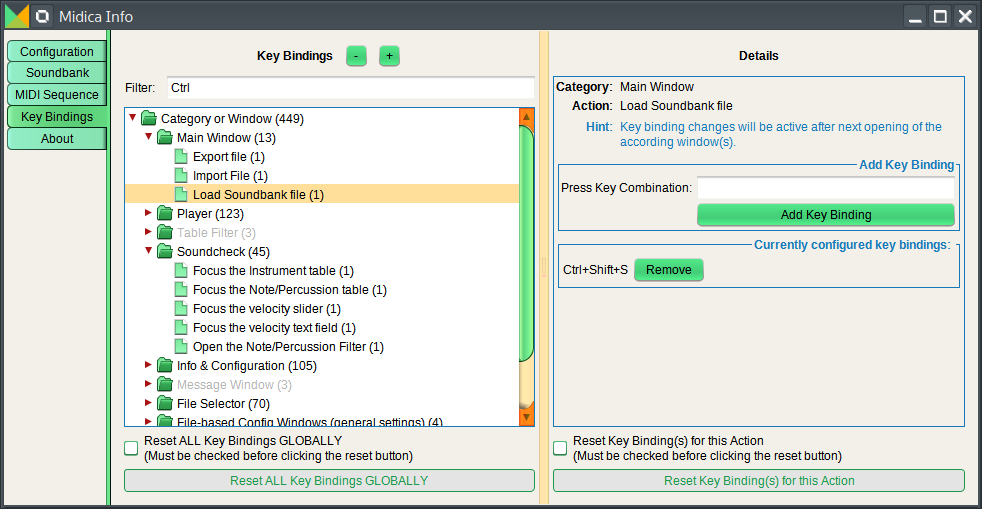 Midica Info
Configuration
Soundbank
MIDI Sequence
Key Bindings
About
Key Bindings - +
Filter: Ctrl
Category or Window (449)
Main Window (13)
Export file (1)
Import File (1)
Load Soundbank file (1)
Player (123)
Table Filter (3)
Soundcheck (45)
Focus the Instrument table (1)
Focus the Note/Percussion table (1)
Focus the velocity slider (1)
Focus the velocity text field (1)
Open the Note/Percussion Filter (1)
Info & Configuration (105)
Message Window (3)
File Selector (70)
File-based Config Windows (general settings) (4)
Reset ALL Key Bindings GLOBALLY
(Must be checked before clicking the reset button)
Reset ALL Key Bindings GLOBALLY
Details
Category: Main Window
Action: Load Soundbank file
Hint: Key binding changes will be active after next opening of the
according window(s).
Add Key Binding
Press Key Combination:
Add Key Binding
Currently configured key bindings:
Ctrl+Shift+S Remove
Reset Key Binding(s) for this Action
(Must be checked before clicking the reset button)
Reset Key Binding(s) for this Action